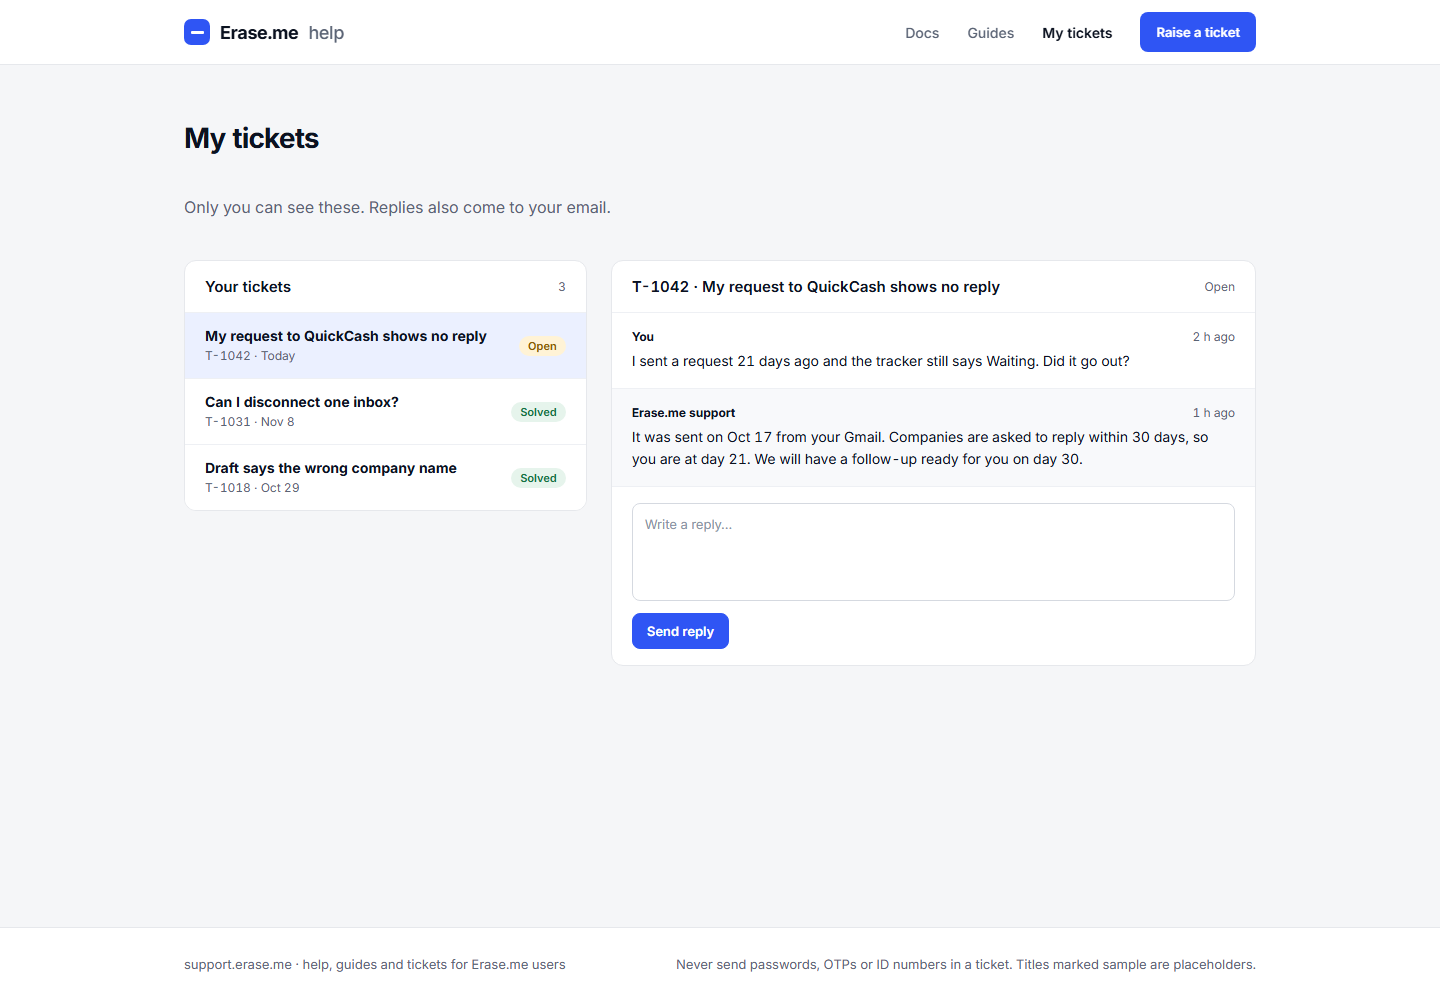 Erase.me help
Docs
Guides
My tickets
Raise a ticket
My tickets
Only you can see these. Replies also come to your email.
Your tickets
3
My request to QuickCash shows no reply
T-1042 · Today
Open
Can I disconnect one inbox?
T-1031 · Nov 8
Solved
Draft says the wrong company name
T-1018 · Oct 29
Solved
T-1042 · My request to QuickCash shows no reply
Open
You
2 h ago
I sent a request 21 days ago and the tracker still says Waiting. Did it go out?
Erase.me support
1 h ago
It was sent on Oct 17 from your Gmail. Companies are asked to reply within 30 days, so
you are at day 21. We will have a follow-up ready for you on day 30.
Write a reply...
Send reply
support.erase.me · help, guides and tickets for Erase.me users
Never send passwords, OTPs or ID numbers in a ticket. Titles marked sample are placeholders.